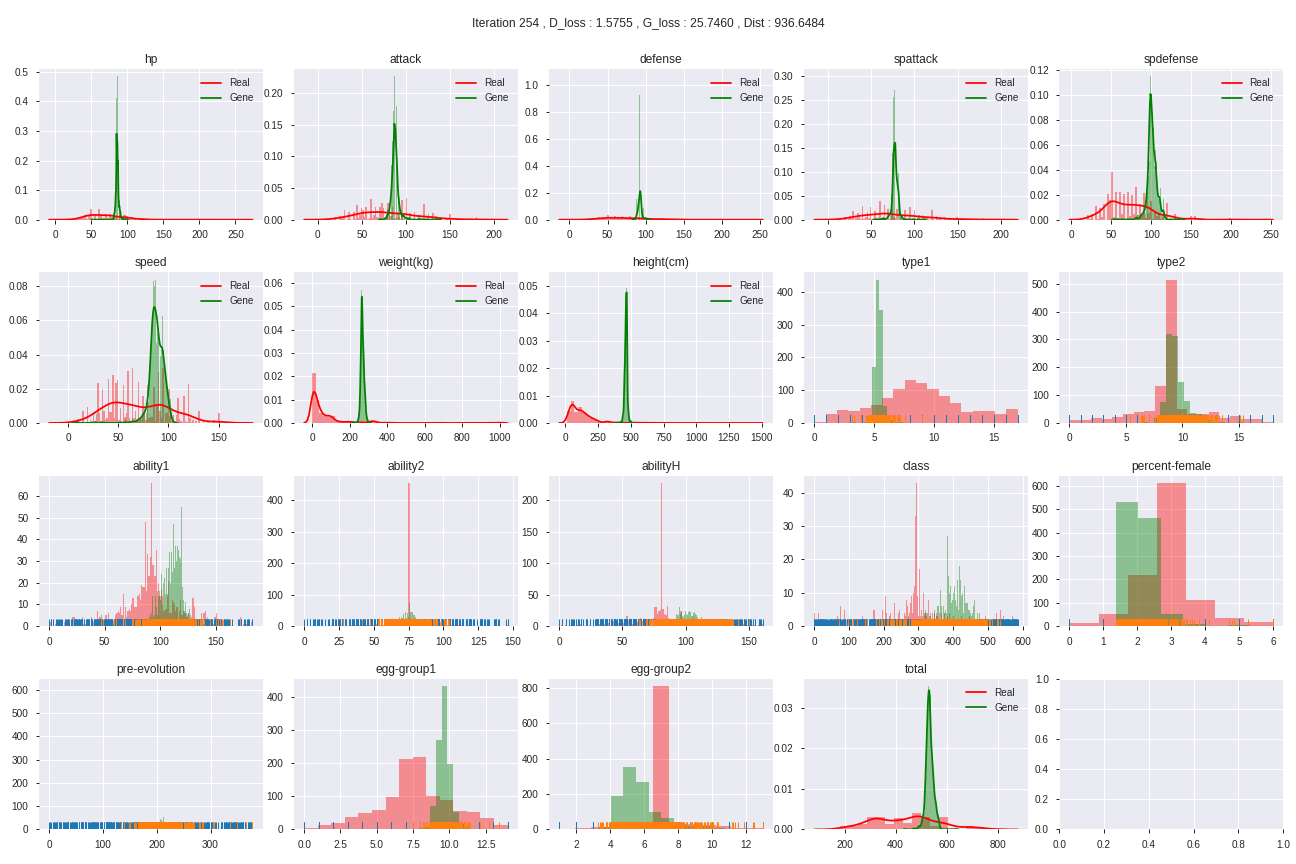 Iteration 254 , D_loss : 1.5755 , G_loss : 25.7460 , Dist : 936.6484
hp attack defense spattack spdefense
Real Gene Real Gene Real Gene Real Gene Real Gene
0.5 0.4 0.3 0.2 0.1 0.0
0 50 100 150 200 250
0.20 0.15 0.10 0.05 0.00
0 50 100 150 200
1.0 0.8 0.6 0.4 0.2 0.0
0 50 100 150 200 250
0.30 0.25 0.20 0.15 0.10 0.05 0.00
0 50 100 150 200
0.12 0.10 0.08 0.06 0.04 0.02 0.00
0 50 100 150 200 250
speed weight(kg) height(cm) type1 type2
Real Gene Real Gene Real Gene
0.08 0.06 0.04 0.02 0.00
0 50 100 150
0.06 0.05 0.04 0.03 0.02 0.01 0.00
0 200 400 600 800 1000
0.05 0.04 0.03 0.02 0.01 0.00
0 250 500 750 1000 1250 1500
400 300 200 100 0
0 5 10 15
500 400 300 200 100 0
0 5 10 15
ability1 ability2 abilityH class percent-female
60 50 40 30 20 10 0
0 50 100 150
400 300 200 100 0
0 25 50 75 100 125 150
200 150 100 50 0
0 50 100 150
40 30 20 10 0
0 100 200 300 400 500 600
600 500 400 300 200 100 0
0 1 2 3 4 5 6
pre-evolution egg-group1 egg-group2 total
600 500 400 300 200 100 0
0 100 200 300
400 300 200 100 0
0.0 2.5 5.0 7.5 10.0 12.5
800 600 400 200 0
2 4 6 8 10 12
Real Gene
0.03 0.02 0.01 0.00
200 400 600 800
1.0 0.8 0.6 0.4 0.2 0.0
0.0 0.2 0.4 0.6 0.8 1.0